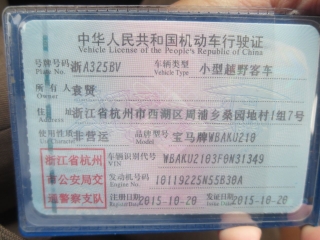 中华人民共和国机动车行驶证
Vehicle License of the People's Republic of China
号牌号码 浙A325BV 车辆类型 小型越野客车
Plate No. Vehicle Type
所有人 袁贤
Owner
住址 浙江省杭州市西湖区周浦乡桑园地村1组7号
Address
使用性质 非营运 品牌型号 宝马牌WBAKU210
Use Character Model
浙江省杭州 车辆识别代号 WBAKU2103F0N31349
VIN
市公安局交 发动机号码 10119225N55B30A
Engine No.
通警察支队 注册日期 2015-10-20 发证日期 2015-10-20
Register Date Issue Date